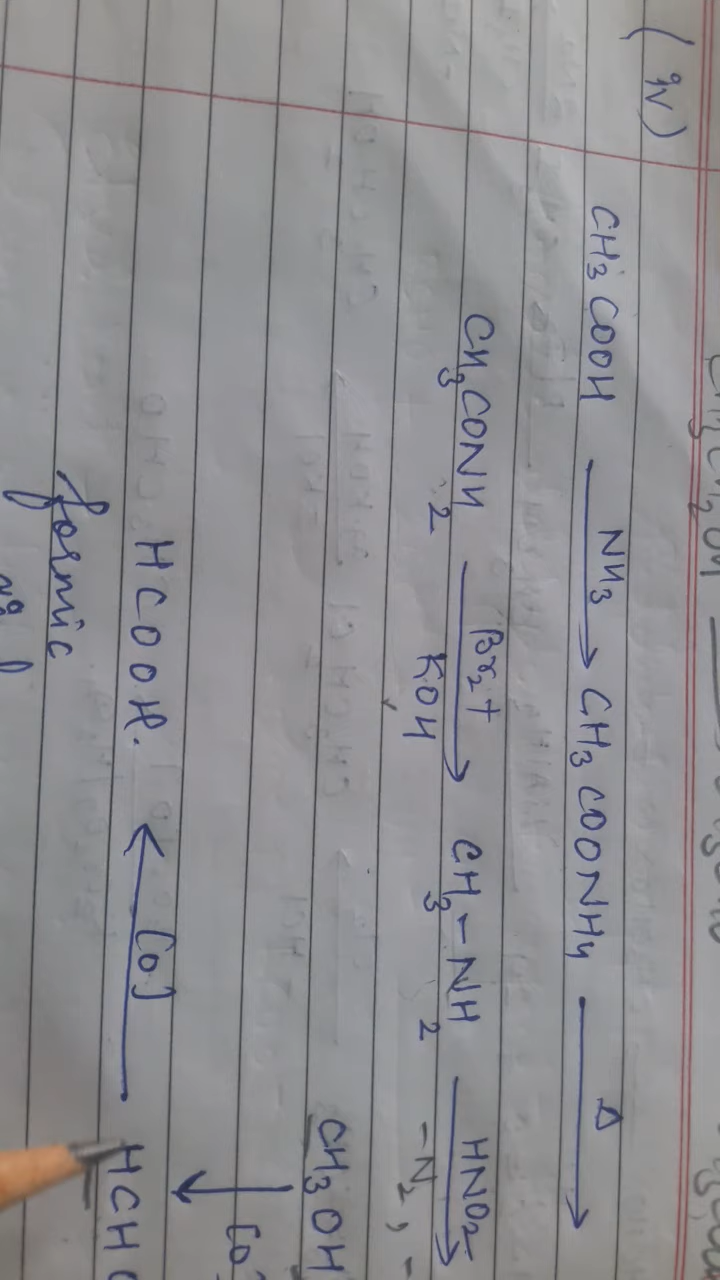 (iv)
CH3COOH —NH3→ CH3COONH4 —Δ→
CH3CONH2 —Br2+ KOH→ CH3-NH2 —HNO2 -N2, -→
CH3OH
↓ [O]
HCOOH. ←[O]— HCHO
formic